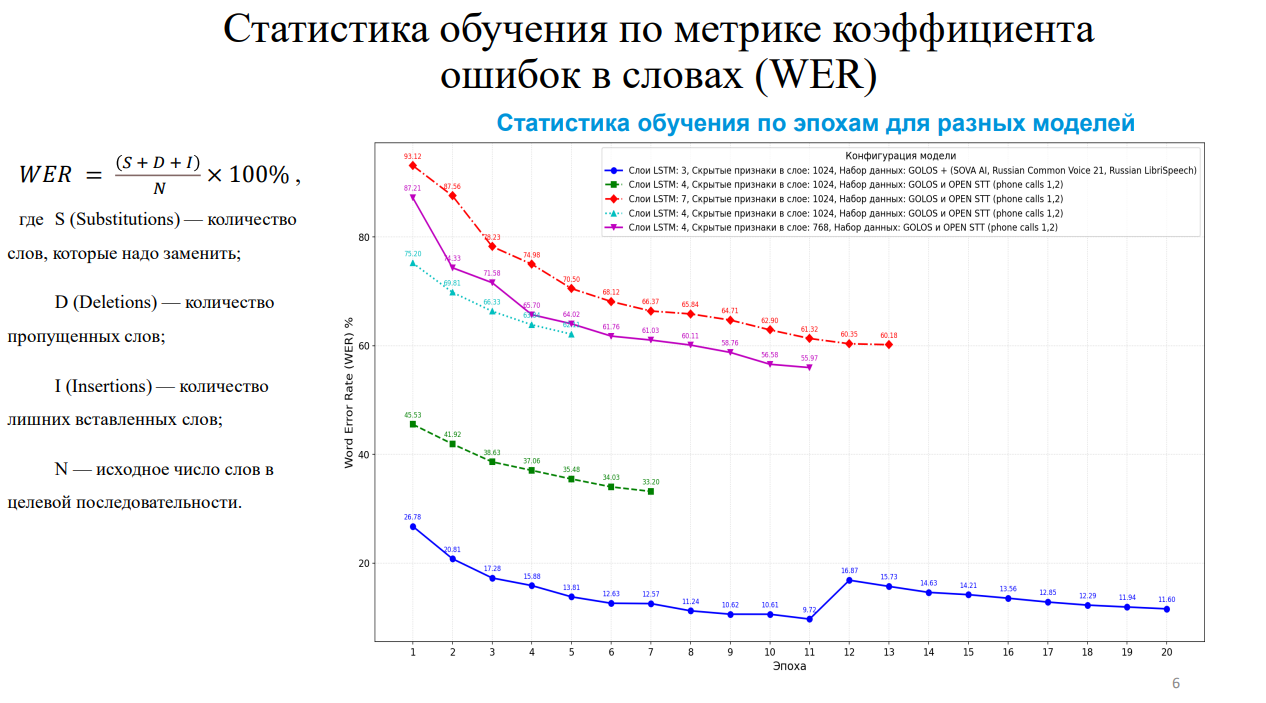 Статистика обучения по метрике коэффициента
ошибок в словах (WER)
WER = (S + D + I) / N × 100% ,
где S (Substitutions) — количество
слов, которые надо заменить;
D (Deletions) — количество
пропущенных слов;
I (Insertions) — количество
лишних вставленных слов;
N — исходное число слов в
целевой последовательности.
Статистика обучения по эпохам для разных моделей
Конфигурация модели
Слои LSTM: 3, Скрытые признаки в слое: 1024, Набор данных: GOLOS + (SOVA AI, Russian Common Voice 21, Russian LibriSpeech)
Слои LSTM: 4, Скрытые признаки в слое: 1024, Набор данных: GOLOS и OPEN STT (phone calls 1,2)
Слои LSTM: 7, Скрытые признаки в слое: 1024, Набор данных: GOLOS и OPEN STT (phone calls 1,2)
Слои LSTM: 4, Скрытые признаки в слое: 1024, Набор данных: GOLOS и OPEN STT (phone calls 1,2)
Слои LSTM: 4, Скрытые признаки в слое: 768, Набор данных: GOLOS и OPEN STT (phone calls 1,2)
Word Error Rate (WER) %
80
60
40
20
93.12 87.56 78.23 74.98 70.50 68.12 66.37 65.84 64.71 62.90 61.32 60.35 60.18
87.21 74.33 71.58 65.70 64.02 61.76 61.03 60.11 58.76 56.58 55.97
75.20 69.81 66.33
45.53 41.92 38.63 37.06 35.48 34.03 33.20
26.78 20.81 17.28 15.88 13.81 12.63 12.57 11.24 10.62 10.61 9.72 16.87 15.73 14.63 14.21 13.56 12.85 12.29 11.94 11.60
1 2 3 4 5 6 7 8 9 10 11 12 13 14 15 16 17 18 19 20
Эпоха
6